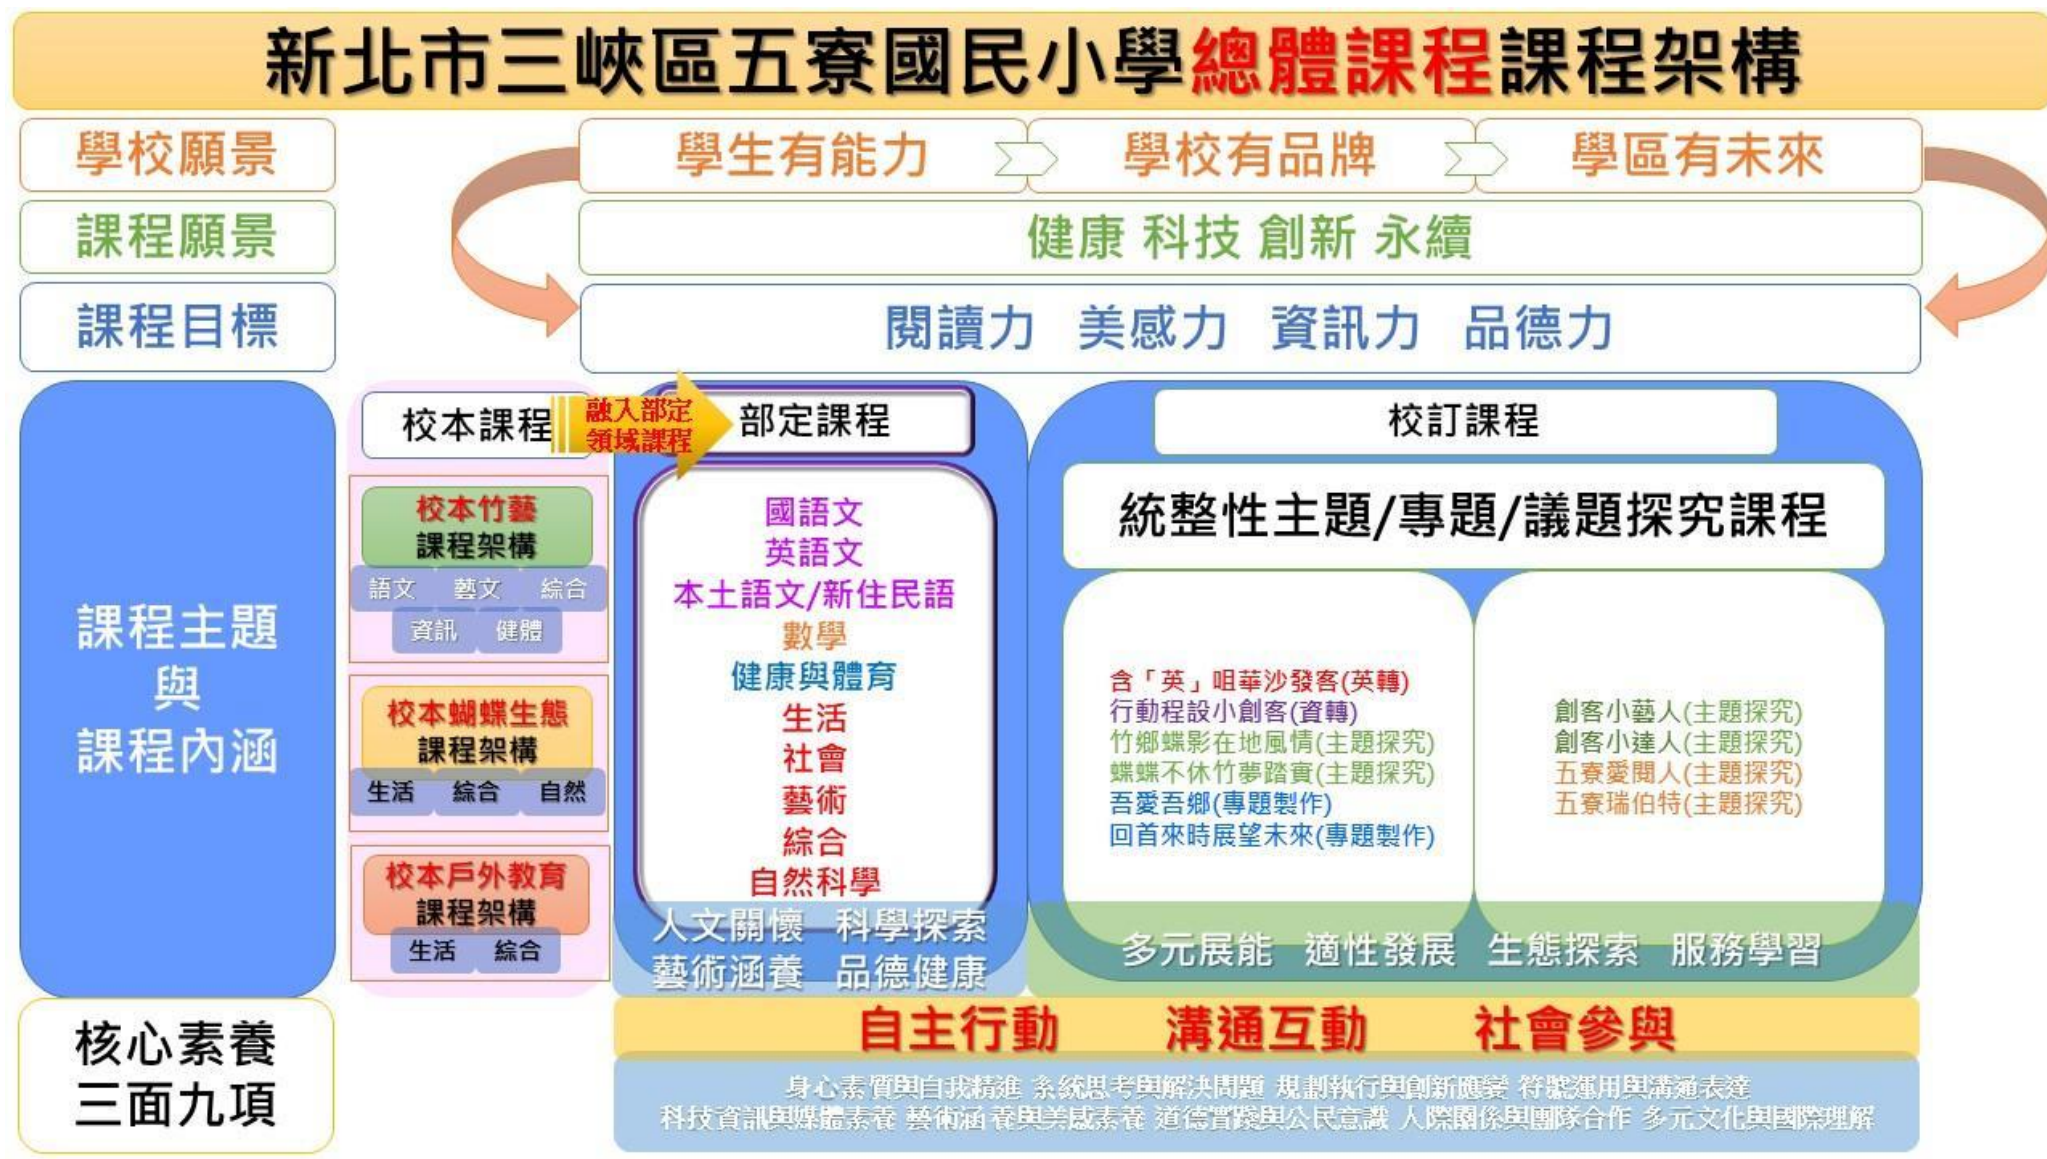 新北市三峽區五寮國民小學總體課程課程架構
學校願景
學生有能力
學校有品牌
學區有未來
課程願景
健康 科技 創新 永續
課程目標
閱讀力 美感力 資訊力 品德力
課程主題
與
課程內涵
校本課程
融入部定
領域課程
校本竹藝
課程架構
語文 藝文 綜合
資訊 健體
校本蝴蝶生態
課程架構
生活 綜合 自然
校本戶外教育
課程架構
生活 綜合
部定課程
國語文
英語文
本土語文/新住民語
數學
健康與體育
生活
社會
藝術
綜合
自然科學
人文關懷 科學探索
藝術涵養 品德健康
校訂課程
統整性主題/專題/議題探究課程
含「英」咀華沙發客(英轉)
行動程設小創客(資轉)
竹鄉蝶影在地風情(主題探究)
蝶蝶不休竹夢踏實(主題探究)
吾愛吾鄉(專題製作)
回首來時展望未來(專題製作)
創客小藝人(主題探究)
創客小達人(主題探究)
五寮愛閱人(主題探究)
五寮瑞伯特(主題探究)
多元展能 適性發展 生態探索 服務學習
核心素養
三面九項
自主行動 溝通互動 社會參與
身心素質與自我精進 系統思考與解決問題 規劃執行與創新應變 符號運用與溝通表達
科技資訊與媒體素養 藝術涵養與美感素養 道德實踐與公民意識 人際關係與團隊合作 多元文化與國際理解